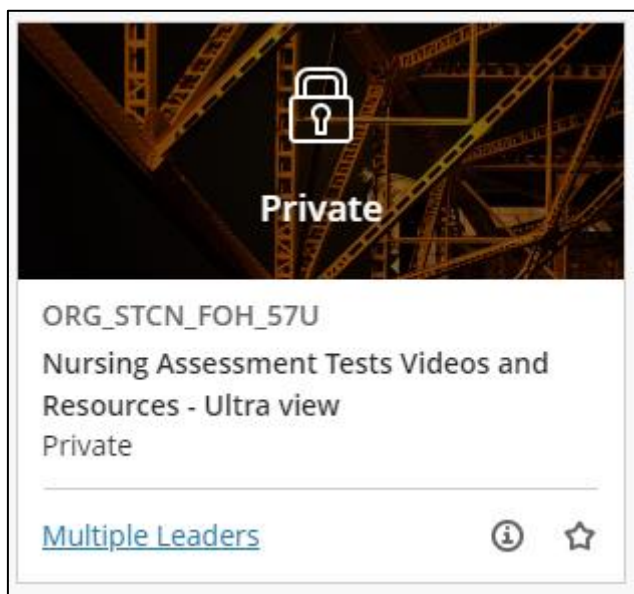 Private
ORG_STCN_FOH_57U
Nursing Assessment Tests Videos and
Resources - Ultra view
Private
Multiple Leaders